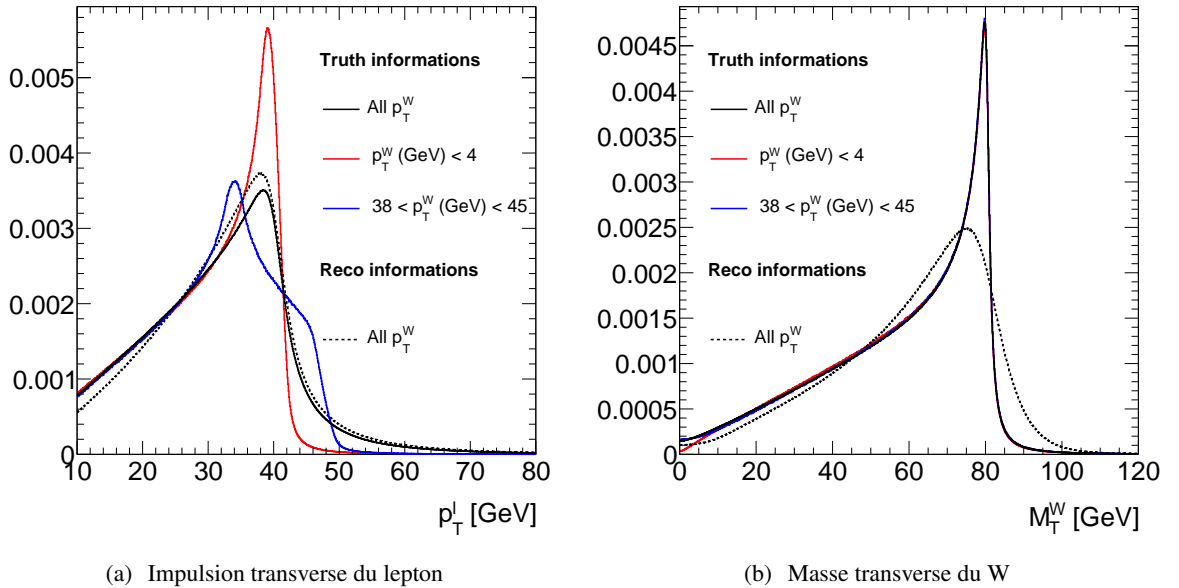 0.005
0.004
0.003
0.002
0.001
0
10 20 30 40 50 60 70 80
Truth informations
All p_T^W
p_T^W (GeV) < 4
38 < p_T^W (GeV) < 45
Reco informations
All p_T^W
p_T^l [GeV]
(a) Impulsion transverse du lepton
0.0045
0.004
0.0035
0.003
0.0025
0.002
0.0015
0.001
0.0005
0
0 20 40 60 80 100 120
Truth informations
All p_T^W
p_T^W (GeV) < 4
38 < p_T^W (GeV) < 45
Reco informations
All p_T^W
M_T^W [GeV]
(b) Masse transverse du W